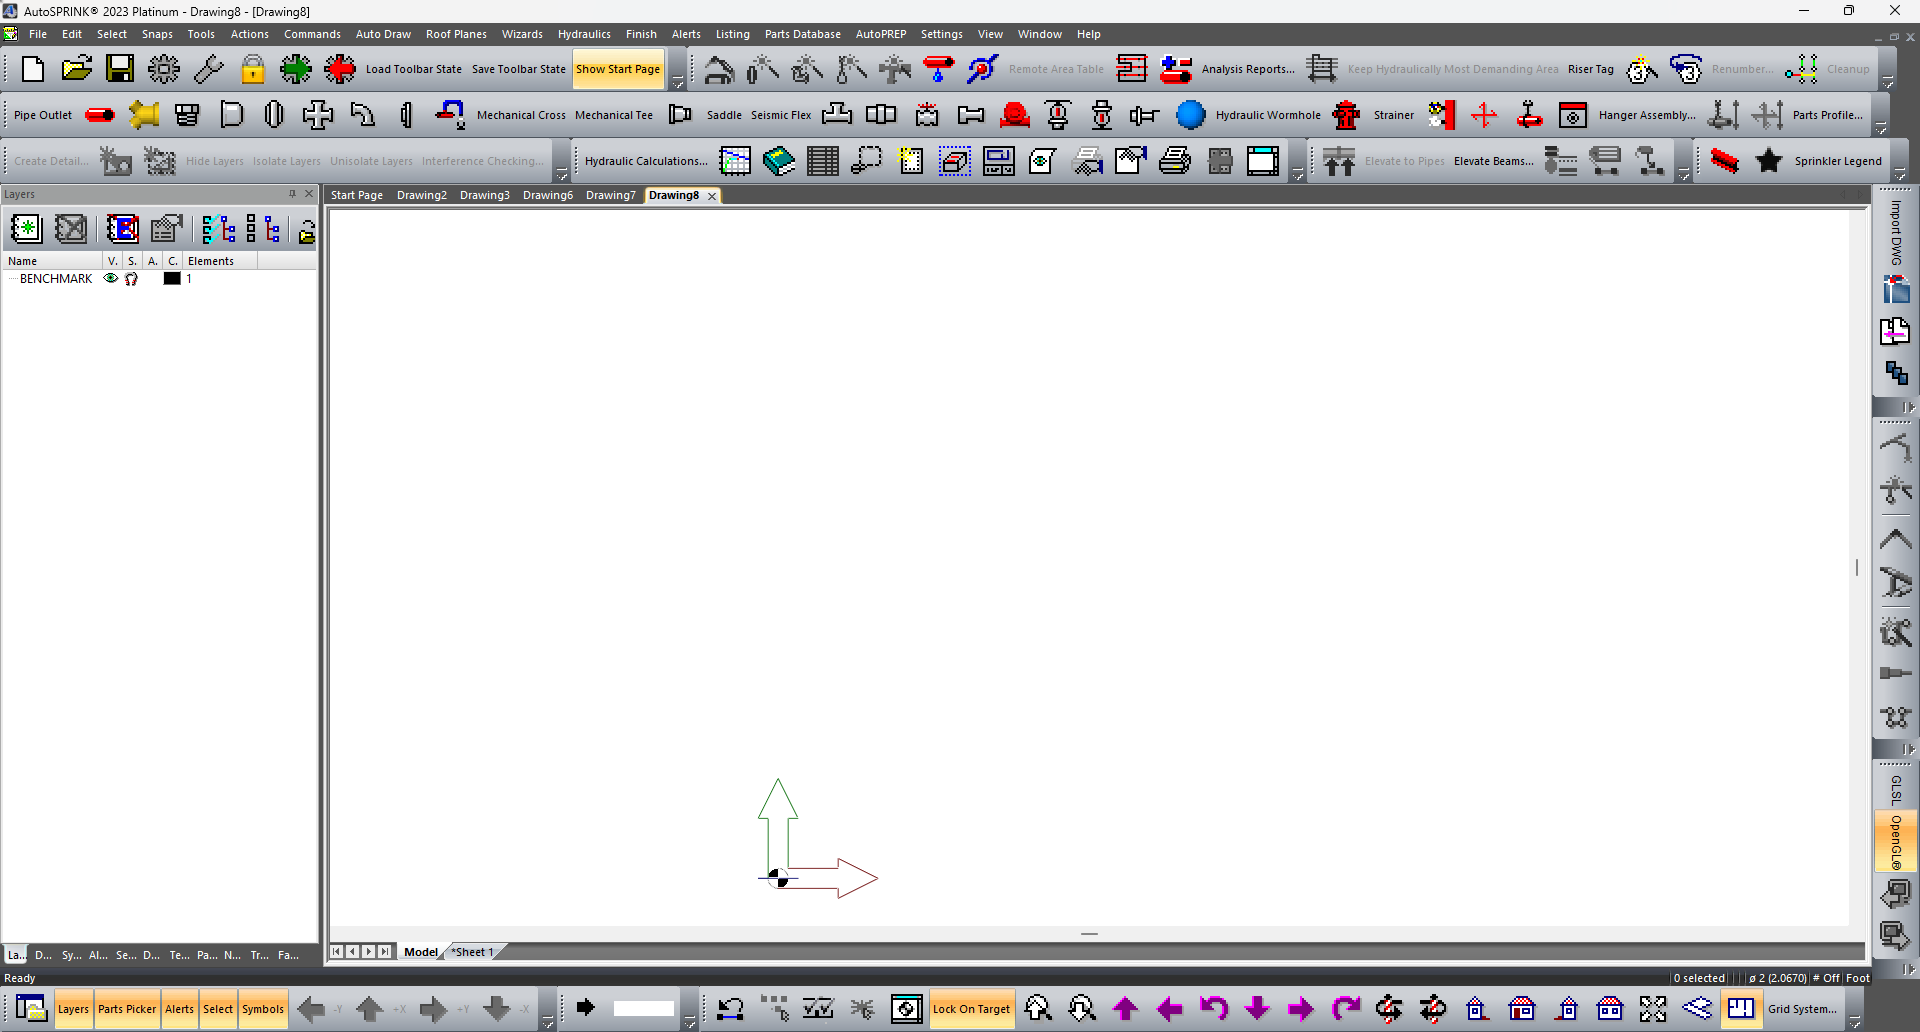 AutoSPRINK® 2023 Platinum - Drawing8 - [Drawing8]
File Edit Select Snaps Tools Actions Commands Auto Draw Roof Planes Wizards Hydraulics Finish Alerts Listing Parts Database AutoPREP Settings View Window Help
Load Toolbar State Save Toolbar State Show Start Page Remote Area Table Analysis Reports... Keep Hydraulically Most Demanding Area Riser Tag Renumber... Cleanup
Pipe Outlet Mechanical Cross Mechanical Tee Saddle Seismic Flex Hydraulic Wormhole Strainer Hanger Assembly... Parts Profile...
Create Detail... Hide Layers Isolate Layers Unisolate Layers Interference Checking... Hydraulic Calculations... Elevate to Pipes Elevate Beams... Sprinkler Legend
Layers
Start Page Drawing2 Drawing3 Drawing6 Drawing7 Drawing8
Name V. S. A. C. Elements
BENCHMARK 1
Import DWG
GLSL
OpenGL®
La... D... Sy... Al... Se... D... Te... Pa... N... Tr... Fa...
Model *Sheet 1
Ready 0 selected ø 2 (2.0670) # Off Foot
Layers Parts Picker Alerts Select Symbols -Y +X +Y -X Lock On Target Grid System...